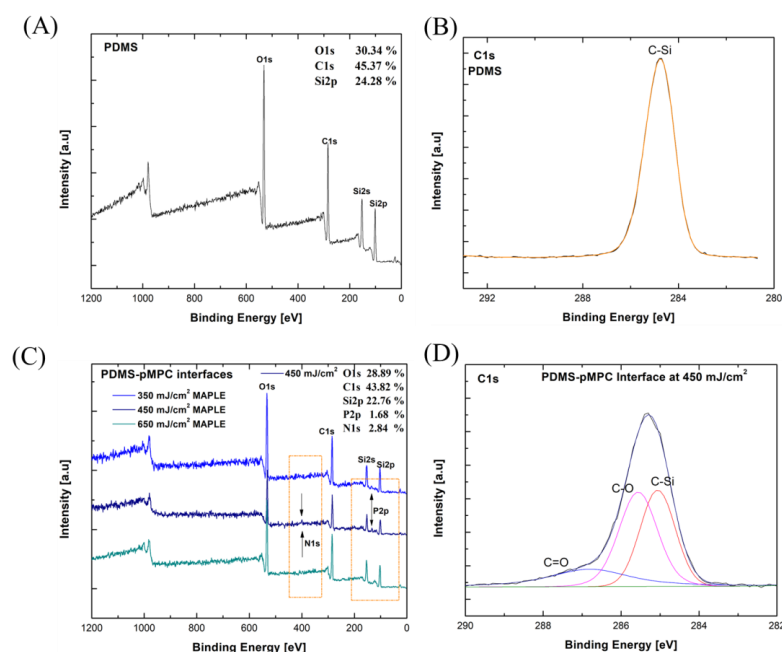 (A)
PDMS
O1s 30.34 %
C1s 45.37 %
Si2p 24.28 %
O1s
C1s
Si2s
Si2p
Intensity [a.u]
1200 1000 800 600 400 200 0
Binding Energy [eV]
(B)
C1s
PDMS
C-Si
Intensity [a.u]
292 288 284 280
Binding Energy [eV]
(C)
PDMS-pMPC interfaces
350 mJ/cm² MAPLE
450 mJ/cm² MAPLE
650 mJ/cm² MAPLE
450 mJ/cm²
O1s 28.89 %
C1s 43.82 %
Si2p 22.76 %
P2p 1.68 %
N1s 2.84 %
O1s
C1s
Si2s
Si2p
P2p
N1s
Intensity [a.u]
1200 1000 800 600 400 200 0
Binding Energy [eV]
(D)
C1s
PDMS-pMPC Interface at 450 mJ/cm²
C-O
C-Si
C=O
Intensity [a.u]
290 288 286 284 282
Binding Energy [eV]